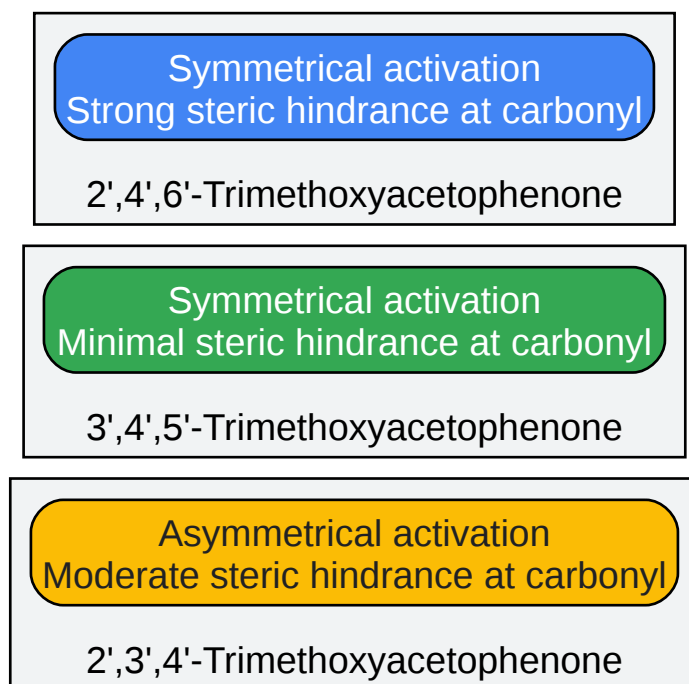 Symmetrical activation
Strong steric hindrance at carbonyl
2',4',6'-Trimethoxyacetophenone
Symmetrical activation
Minimal steric hindrance at carbonyl
3',4',5'-Trimethoxyacetophenone
Asymmetrical activation
Moderate steric hindrance at carbonyl
2',3',4'-Trimethoxyacetophenone